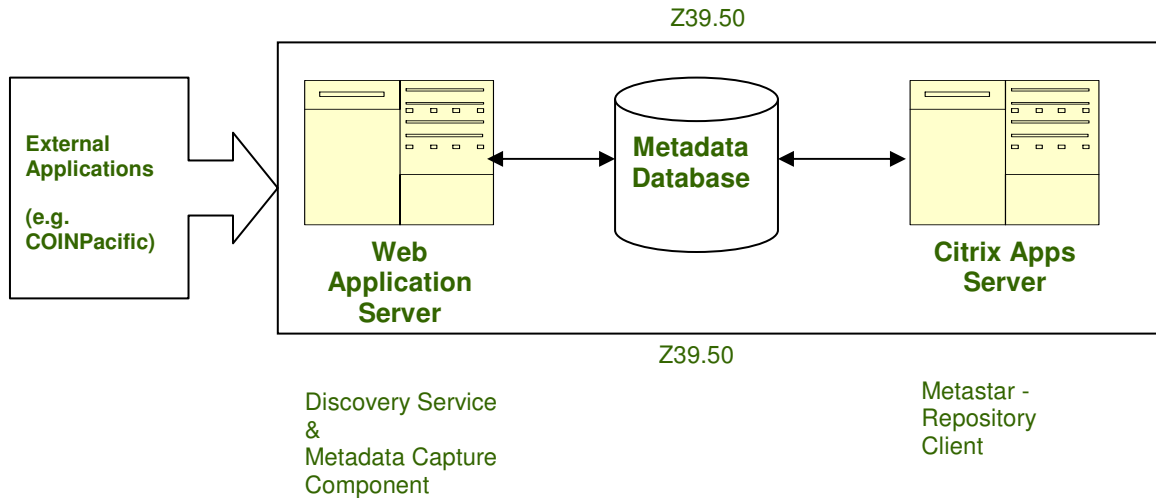 Z39.50
External
Applications
(e.g.
COINPacific)
Metadata
Database
Web
Application
Server
Citrix Apps
Server
Z39.50
Discovery Service
&
Metadata Capture
Component
Metastar -
Repository
Client